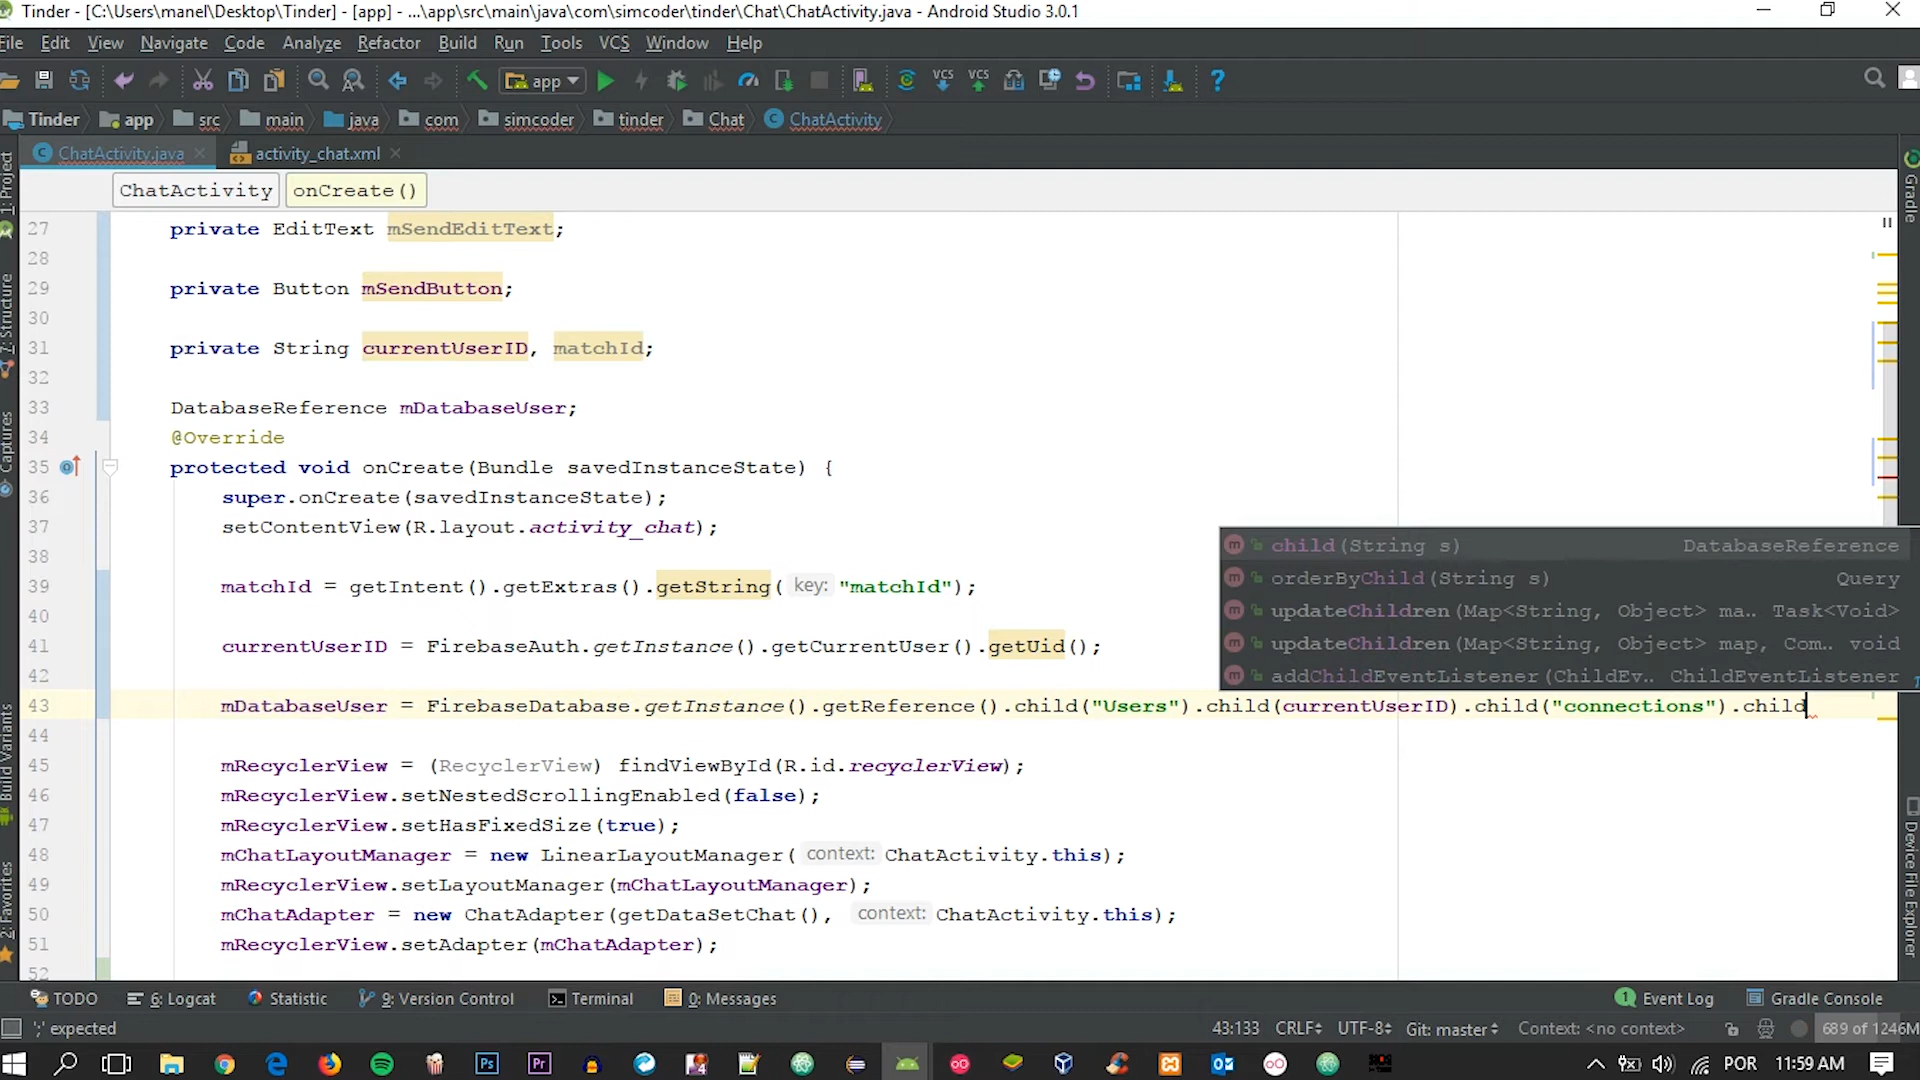 Tinder - [C:\Users\manel\Desktop\Tinder] - [app] - ...\app\src\main\java\com\simcoder\tinder\Chat\ChatActivity.java - Android Studio 3.0.1
File Edit View Navigate Code Analyze Refactor Build Run Tools VCS Window Help
app VCS VCS ?
Tinder app src main java com simcoder tinder Chat ChatActivity
ChatActivity.java activity_chat.xml
ChatActivity onCreate()
27 private EditText mSendEditText;
28
29 private Button mSendButton;
30
31 private String currentUserID, matchId;
32
33 DatabaseReference mDatabaseUser;
34 @Override
35 protected void onCreate(Bundle savedInstanceState) {
36 super.onCreate(savedInstanceState);
37 setContentView(R.layout.activity_chat);
38
39 matchId = getIntent().getExtras().getString( key: "matchId");
40
41 currentUserID = FirebaseAuth.getInstance().getCurrentUser().getUid();
42
43 mDatabaseUser = FirebaseDatabase.getInstance().getReference().child("Users").child(currentUserID).child("connections").child
44
45 mRecyclerView = (RecyclerView) findViewById(R.id.recyclerView);
46 mRecyclerView.setNestedScrollingEnabled(false);
47 mRecyclerView.setHasFixedSize(true);
48 mChatLayoutManager = new LinearLayoutManager( context: ChatActivity.this);
49 mRecyclerView.setLayoutManager(mChatLayoutManager);
50 mChatAdapter = new ChatAdapter(getDataSetChat(), context: ChatActivity.this);
51 mRecyclerView.setAdapter(mChatAdapter);
52
child(String s) DatabaseReference
orderByChild(String s) Query
updateChildren(Map<String, Object> ma.. Task<Void>
updateChildren(Map<String, Object> map, Com.. void
addChildEventListener(ChildEv.. ChildEventListener
1: Project
7: Structure
Captures
Build Variants
2: Favorites
Gradle
Device File Explorer
TODO 6: Logcat Statistic 9: Version Control Terminal 0: Messages 1 Event Log Gradle Console
';' expected 43:133 CRLF UTF-8 Git: master Context: <no context> 689 of 1246M
Ps Pr POR 11:59 AM